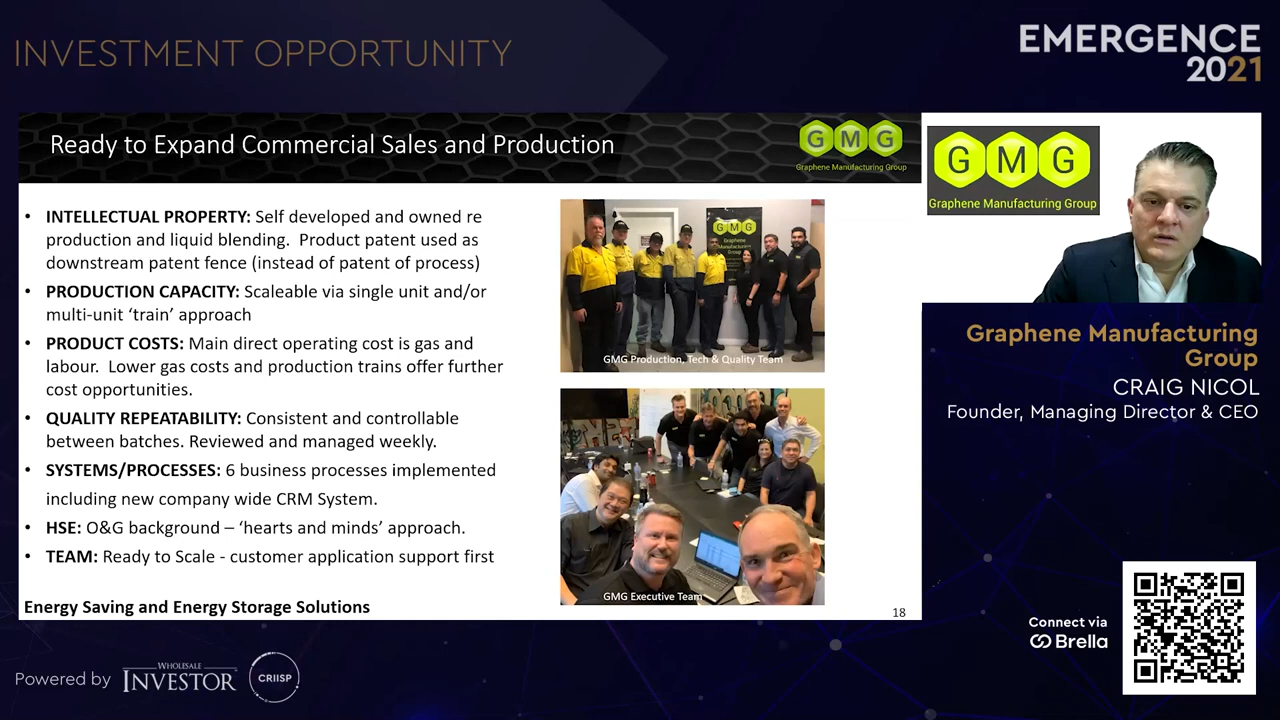 INVESTMENT OPPORTUNITY
EMERGENCE
2021
Ready to Expand Commercial Sales and Production
GMG
Graphene Manufacturing Group
• INTELLECTUAL PROPERTY: Self developed and owned re
production and liquid blending. Product patent used as
downstream patent fence (instead of patent of process)
• PRODUCTION CAPACITY: Scaleable via single unit and/or
multi-unit ‘train’ approach
• PRODUCT COSTS: Main direct operating cost is gas and
labour. Lower gas costs and production trains offer further
cost opportunities.
• QUALITY REPEATABILITY: Consistent and controllable
between batches. Reviewed and managed weekly.
• SYSTEMS/PROCESSES: 6 business processes implemented
including new company wide CRM System.
• HSE: O&G background – ‘hearts and minds’ approach.
• TEAM: Ready to Scale - customer application support first
Energy Saving and Energy Storage Solutions
GMG
Graphene
Manufacturing
Group
GMG Production, Tech & Quality Team
GMG Executive Team
18
GMG
Graphene Manufacturing Group
Graphene Manufacturing
Group
CRAIG NICOL
Founder, Managing Director & CEO
Connect via
Brella
Powered by
WHOLESALE
INVESTOR
CRIISP